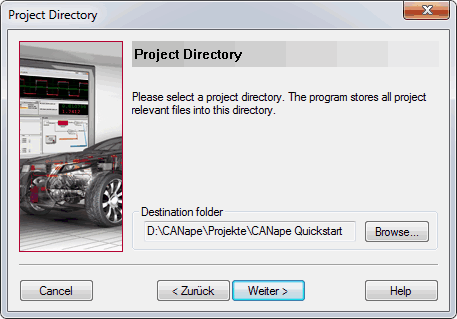 Project Directory
Project Directory
Please select a project directory. The program stores all project
relevant files into this directory.
Destination folder
D:\CANape\Projekte\CANape Quickstart
Browse...
Cancel
< Zurück
Weiter >
Help